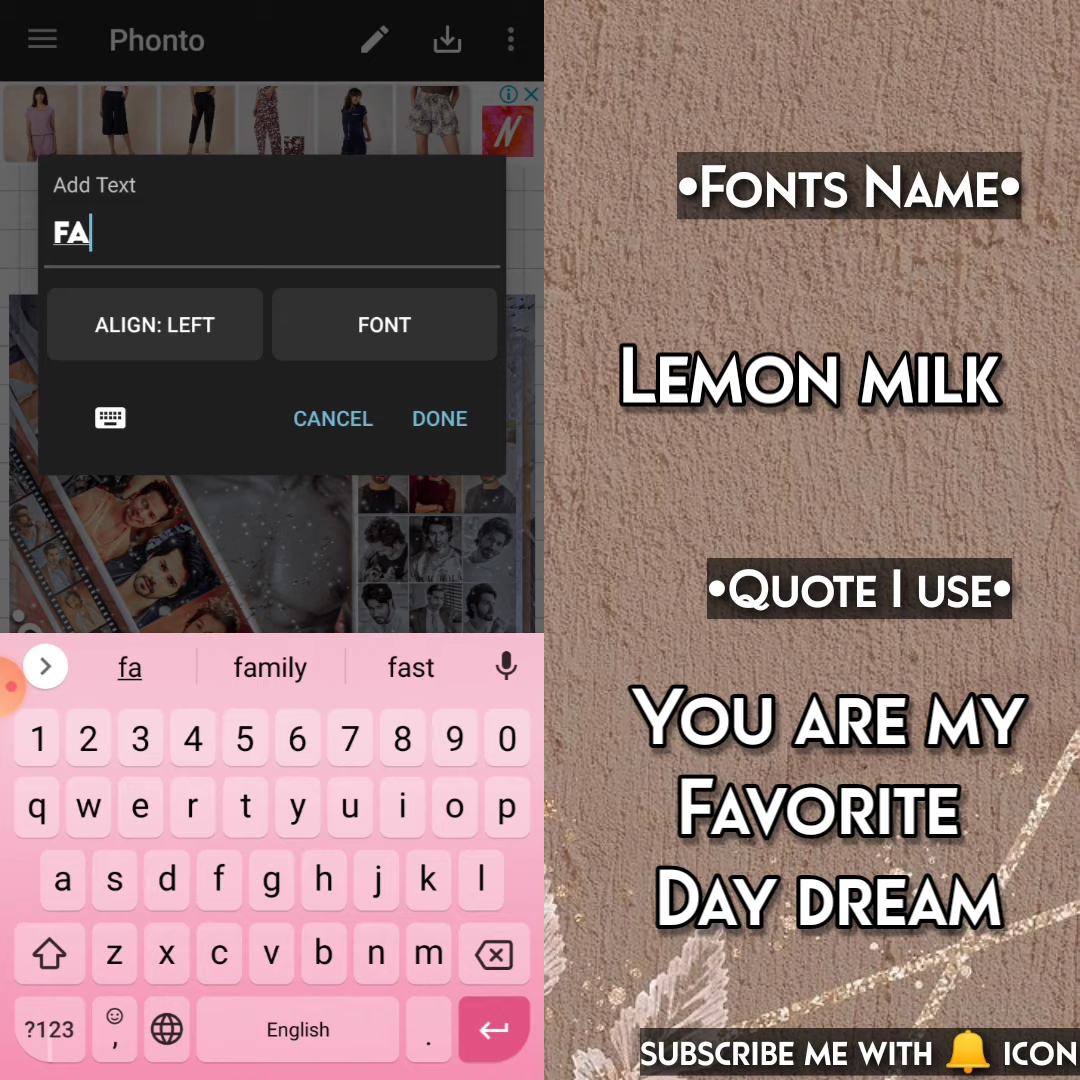 Phonto
N
Add Text
FA
ALIGN: LEFT
FONT
CANCEL
DONE
fa
family
fast
1 2 3 4 5 6 7 8 9 0
q w e r t y u i o p
a s d f g h j k l
z x c v b n m
?123 , English .
•Fonts Name•
Lemon milk
•Quote I use•
You are my
Favorite
Day dream
SUBSCRIBE ME WITH 🔔 ICON